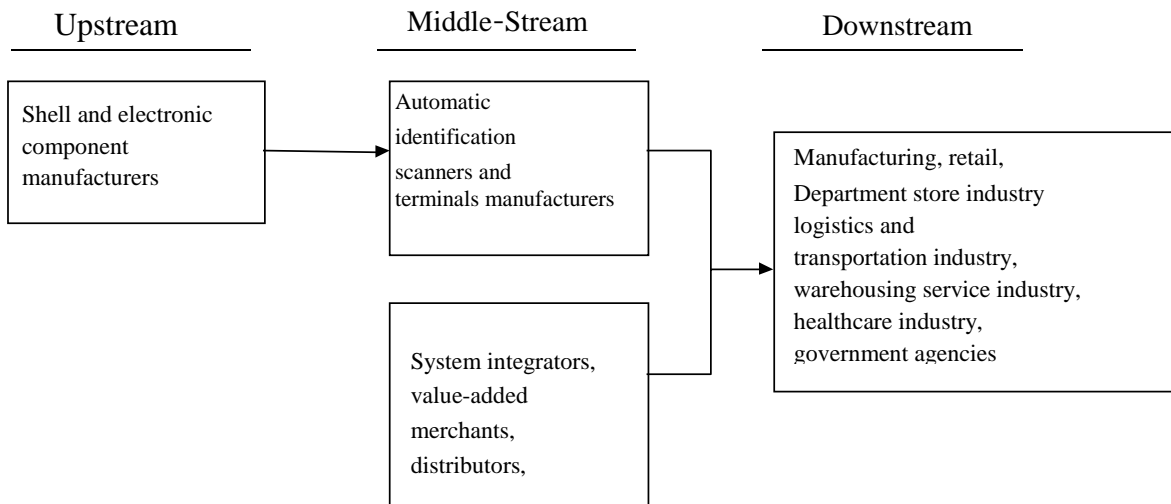 Upstream
Middle-Stream
Downstream
Shell and electronic
component
manufacturers
Automatic
identification
scanners and
terminals manufacturers
System integrators,
value-added
merchants,
distributors,
Manufacturing, retail,
Department store industry
logistics and
transportation industry,
warehousing service industry,
healthcare industry,
government agencies